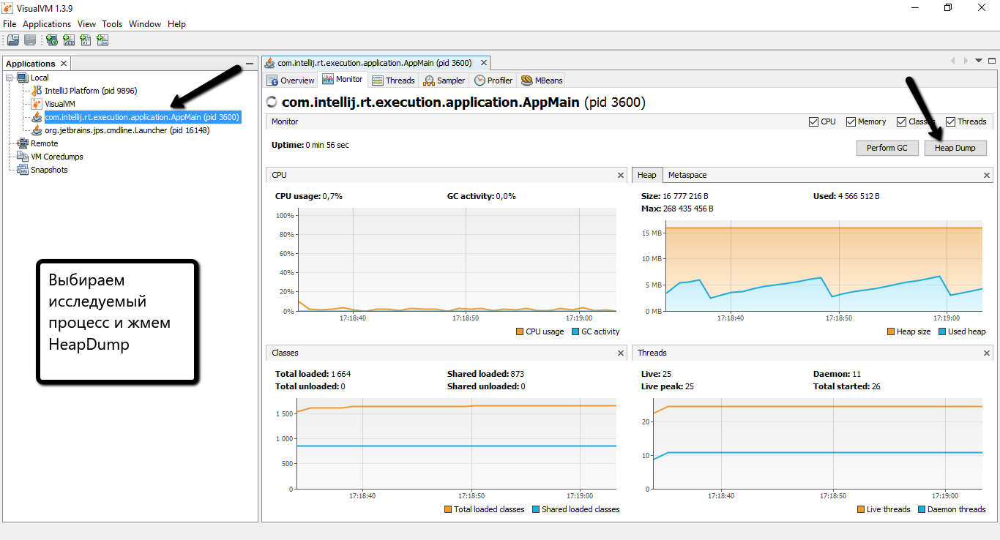 VisualVM 1.3.9
File Applications View Tools Window Help
Applications
Local
IntelliJ Platform (pid 9896)
VisualVM
com.intellij.rt.execution.application.AppMain (pid 3600)
org.jetbrains.jps.cmdline.Launcher (pid 16148)
Remote
VM Coredumps
Snapshots
Выбираем
исследуемый
процесс и жмем
HeapDump
com.intellij.rt.execution.application.AppMain (pid 3600)
Overview Monitor Threads Sampler Profiler MBeans
com.intellij.rt.execution.application.AppMain (pid 3600)
Monitor CPU Memory Classes Threads
Uptime: 0 min 56 sec
Perform GC Heap Dump
CPU
CPU usage: 0,7% GC activity: 0,0%
100%
80%
60%
40%
20%
0%
17:18:40 17:18:50 17:19:00
CPU usage GC activity
Heap Metaspace
Size: 16 777 216 B Used: 4 566 512 B
Max: 268 435 456 B
15 MB
10 MB
5 MB
0 MB
17:18:40 17:18:50 17:19:00
Heap size Used heap
Classes
Total loaded: 1 664 Shared loaded: 873
Total unloaded: 0 Shared unloaded: 0
1 500
1 000
500
0
17:18:40 17:18:50 17:19:00
Total loaded classes Shared loaded classes
Threads
Live: 25 Daemon: 11
Live peak: 25 Total started: 26
20
10
0
17:18:40 17:18:50 17:19:00
Live threads Daemon threads